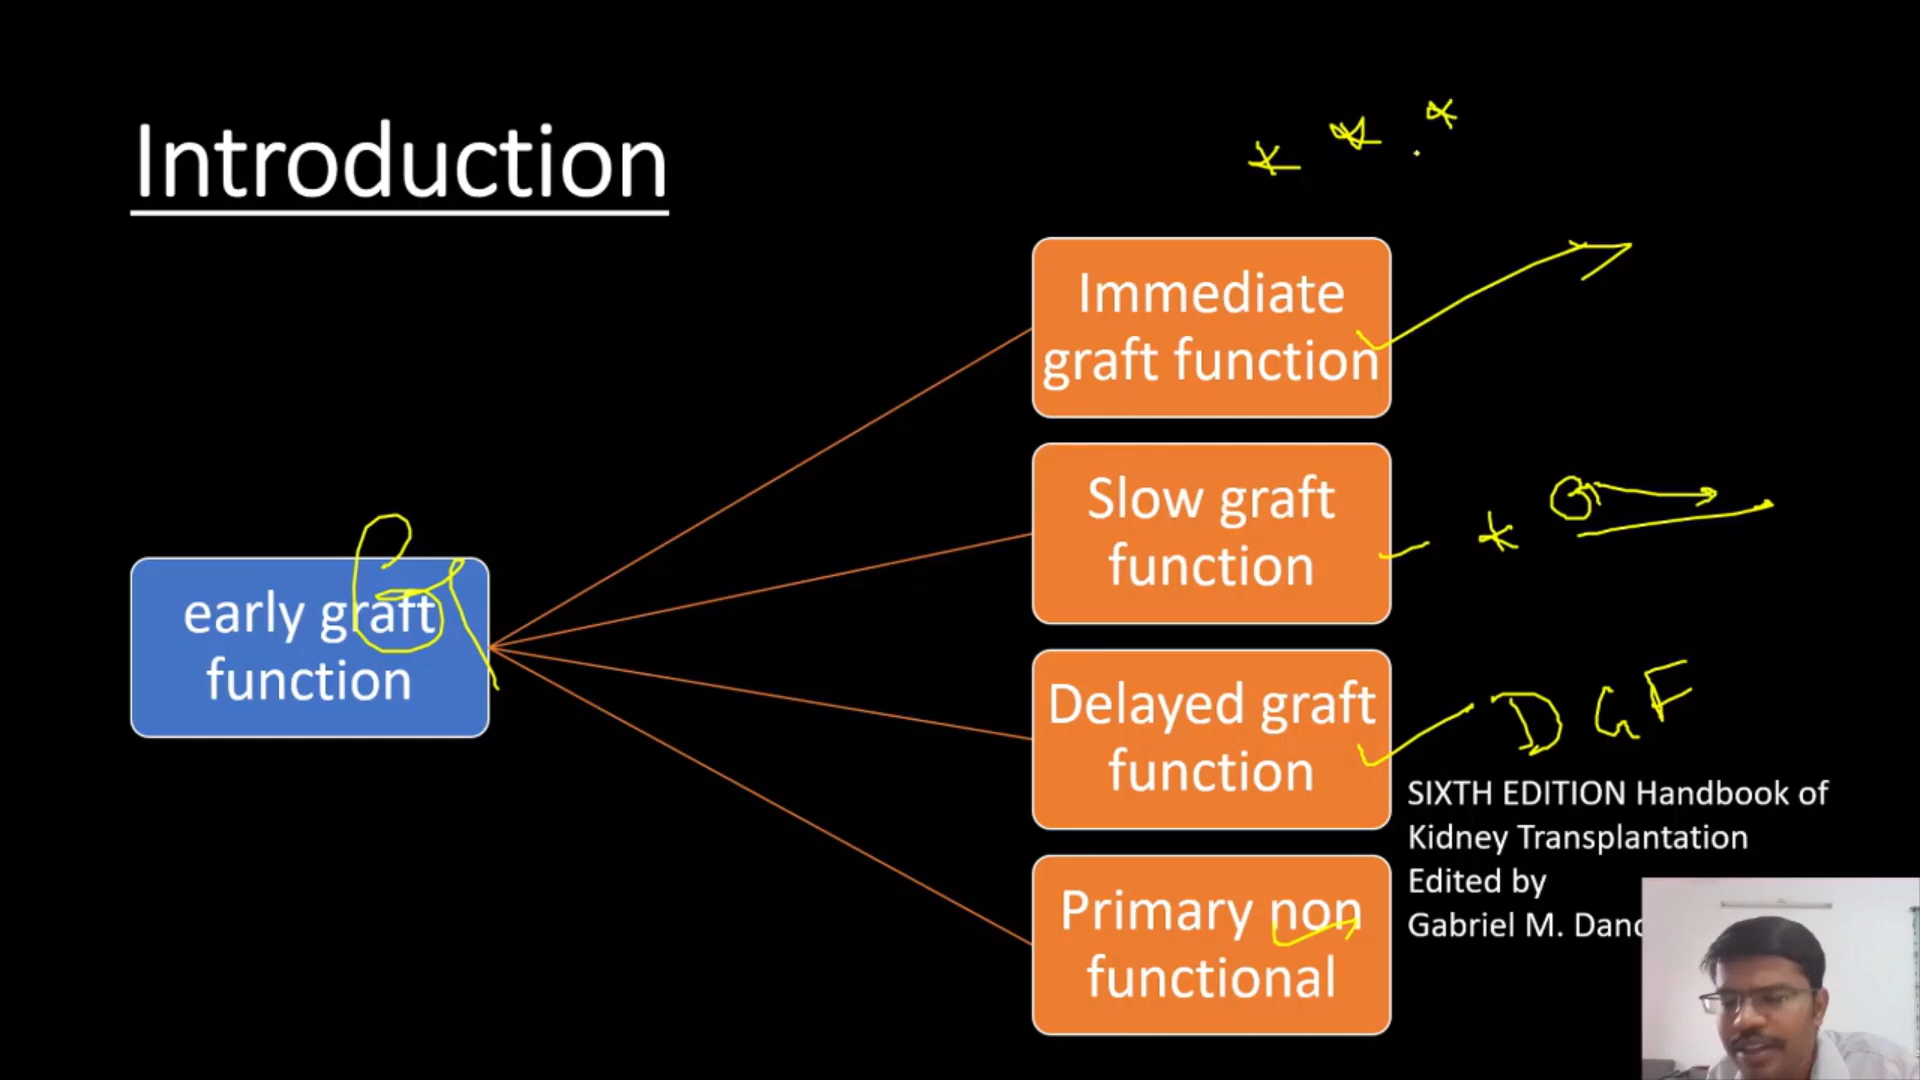 Introduction
Immediate
graft function
Slow graft
function
early graft
function
Delayed graft
function
DGF
SIXTH EDITION Handbook of
Kidney Transplantation
Edited by
Gabriel M.
Primary non
functional